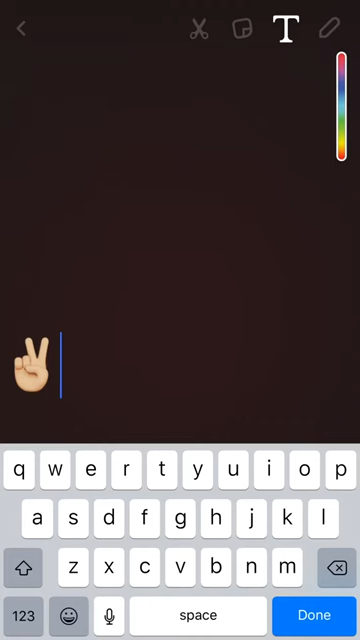 T
✌🏼
q w e r t y u i o p
a s d f g h j k l
z x c v b n m
123 space Done